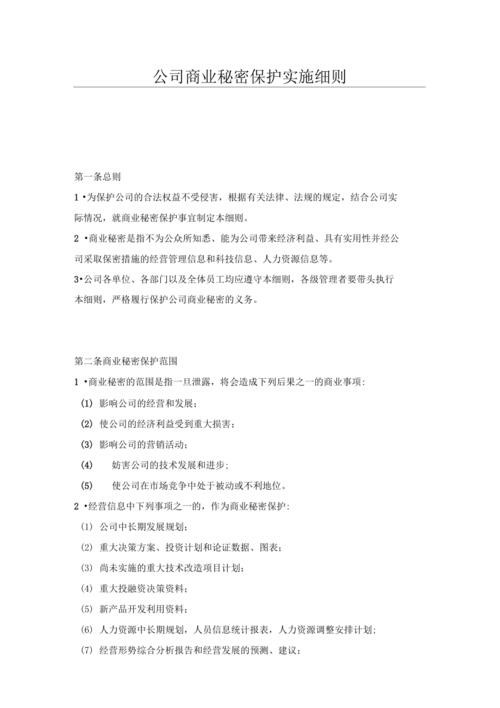 公司商业秘密保护实施细则
第一条总则
1 •为保护公司的合法权益不受侵害，根据有关法律、法规的规定，结合公司实
际情况，就商业秘密保护事宜制定本细则。
2 •商业秘密是指不为公众所知悉、能为公司带来经济利益、具有实用性并经公
司采取保密措施的经营管理信息和科技信息、人力资源信息等。
3•公司各单位、各部门以及全体员工均应遵守本细则，各级管理者要带头执行
本细则，严格履行保护公司商业秘密的义务。
第二条商业秘密保护范围
1 •商业秘密的范围是指一旦泄露，将会造成下列后果之一的商业事项:
(1) 影响公司的经营和发展；
(2) 使公司的经济利益受到重大损害；
(3) 影响公司的营销活动；
(4) 妨害公司的技术发展和进步;
(5) 使公司在市场竞争中处于被动或不利地位。
2 •经营信息中下列事项之一的，作为商业秘密保护:
(1) 公司中长期发展规划；
(2) 重大决策方案、投资计划和论证数据、图表；
(3) 尚未实施的重大技术改造项目计划；
(4) 重大投融资决策资料；
(5) 新产品开发利用资料；
(6) 人力资源中长期规划，人员信息统计报表，人力资源调整安排计划;
(7) 经营形势综合分析报告和经营发展的预测、建议；